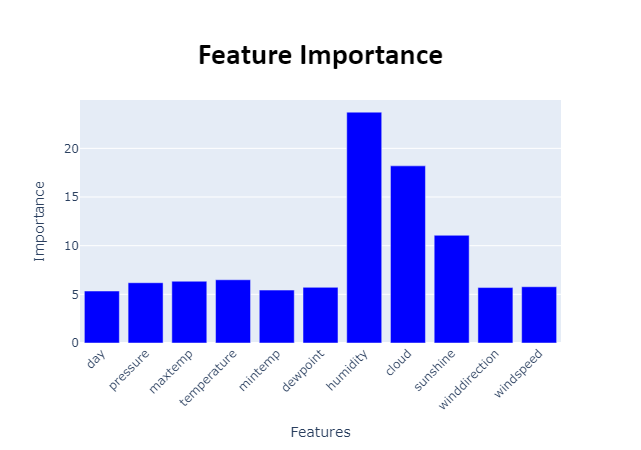 Feature Importance
20
15
10
5
0
Importance
day
pressure
maxtemp
temperature
mintemp
dewpoint
humidity
cloud
sunshine
winddirection
windspeed
Features